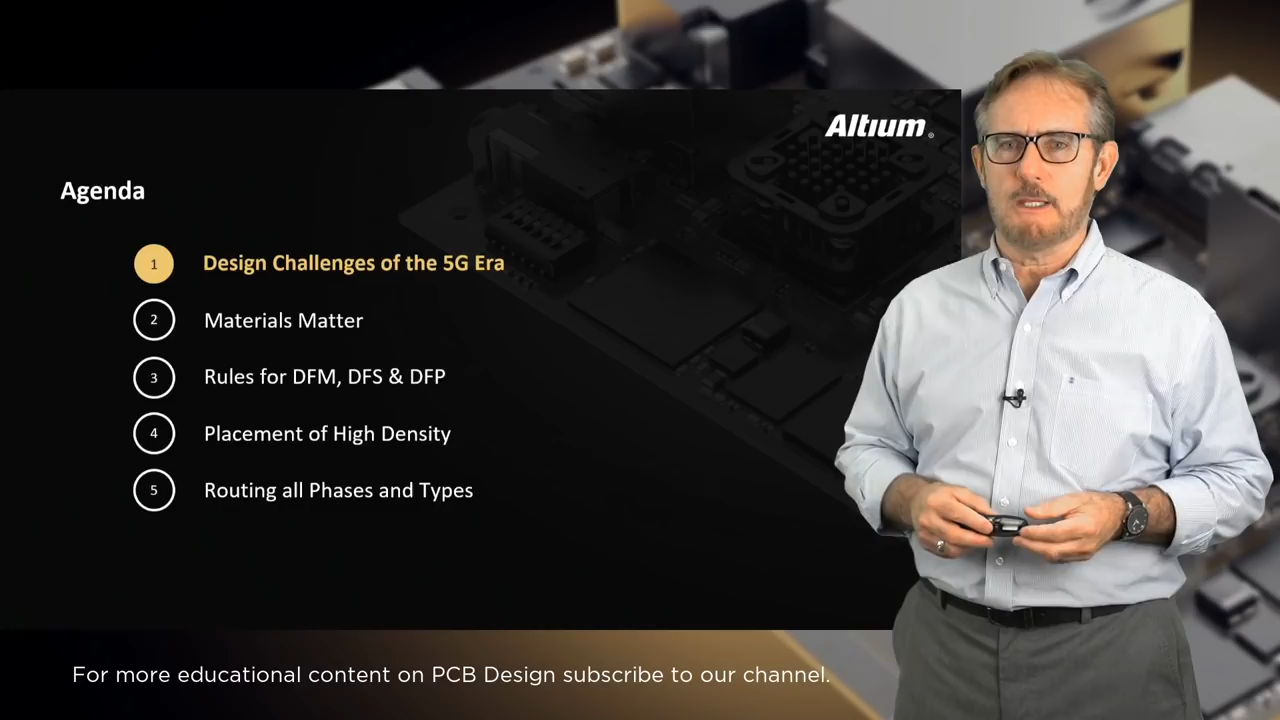 Altium®
Agenda
1 Design Challenges of the 5G Era
2 Materials Matter
3 Rules for DFM, DFS & DFP
4 Placement of High Density
5 Routing all Phases and Types
For more educational content on PCB Design subscribe to our channel.